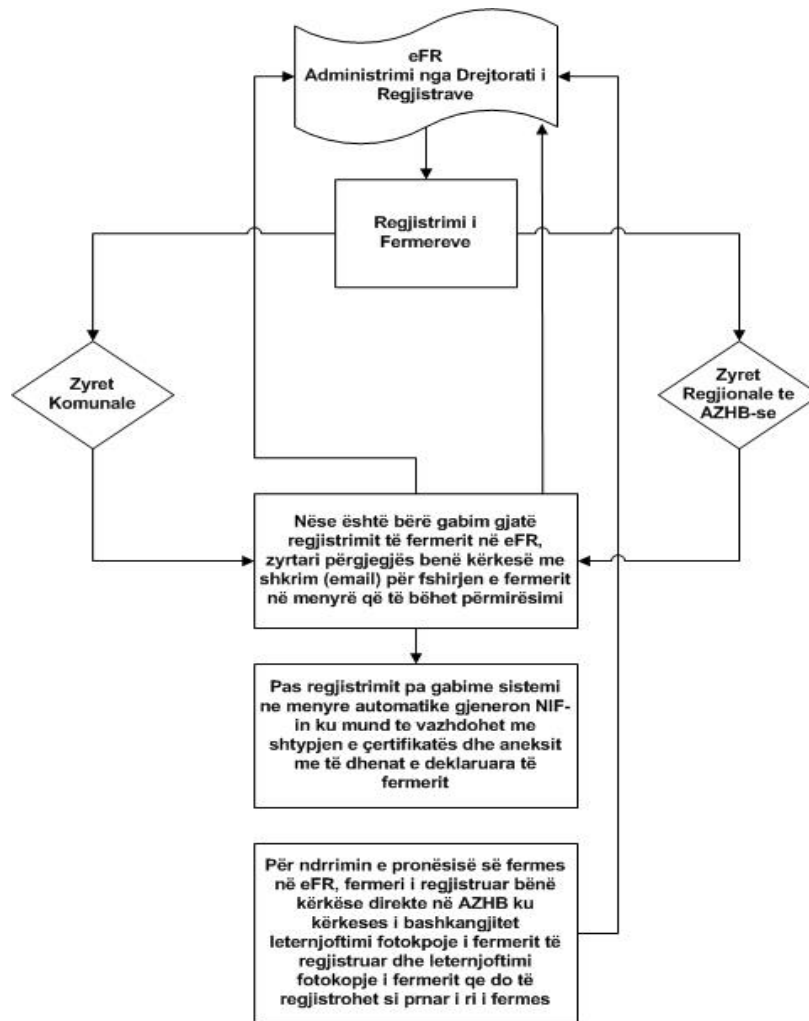 eFR
Administrimi nga Drejtorati i
Regjistrave
Regjistrimi i
Fermereve
Zyret
Komunale
Zyret
Regjionale te
AZHB-se
Nëse është bërë gabim gjatë
regjistrimit të fermerit në eFR,
zyrtari përgjegjës benë kërkesë me
shkrim (email) për fshirjen e fermerit
në menyrë që të bëhet përmirësimi
Pas regjistrimit pa gabime sistemi
ne menyre automatike gjeneron NIF-
in ku mund te vazhdohet me
shtypjen e çertifikatës dhe aneksit
me të dhenat e deklaruara të
fermerit
Për ndrrimin e pronësisë së fermes
në eFR, fermeri i regjistruar bënë
kërkëse direkte në AZHB ku
kërkeses i bashkangjitet
leternjoftimi fotokpoje i fermerit të
regjistruar dhe leternjoftimi
fotokopje i fermerit qe do të
regjistrohet si prnar i ri i fermes